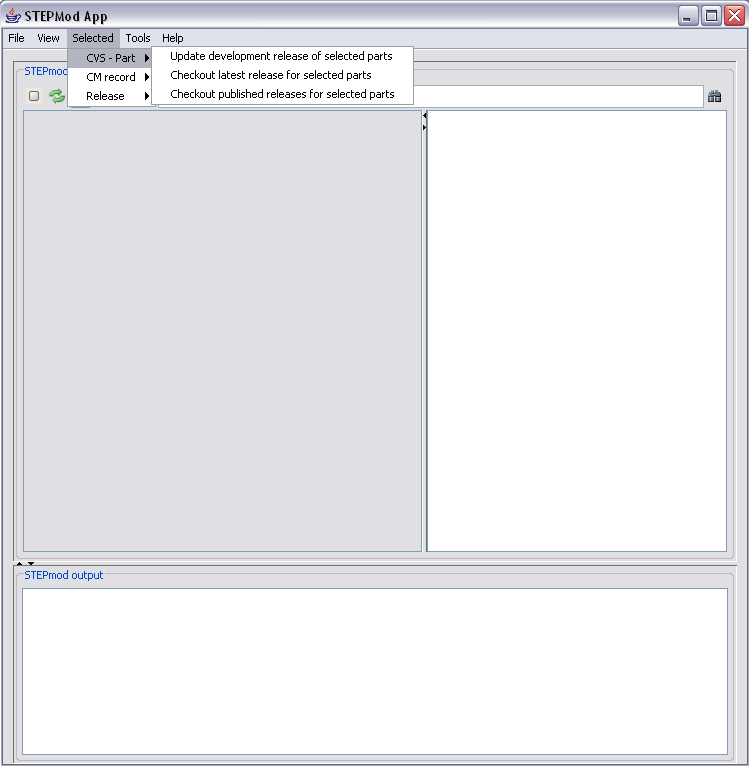 STEPMod App
File View Selected Tools Help
CVS - Part
Update development release of selected parts
CM record
Checkout latest release for selected parts
Release
Checkout published releases for selected parts
STEPmod
STEPmod output